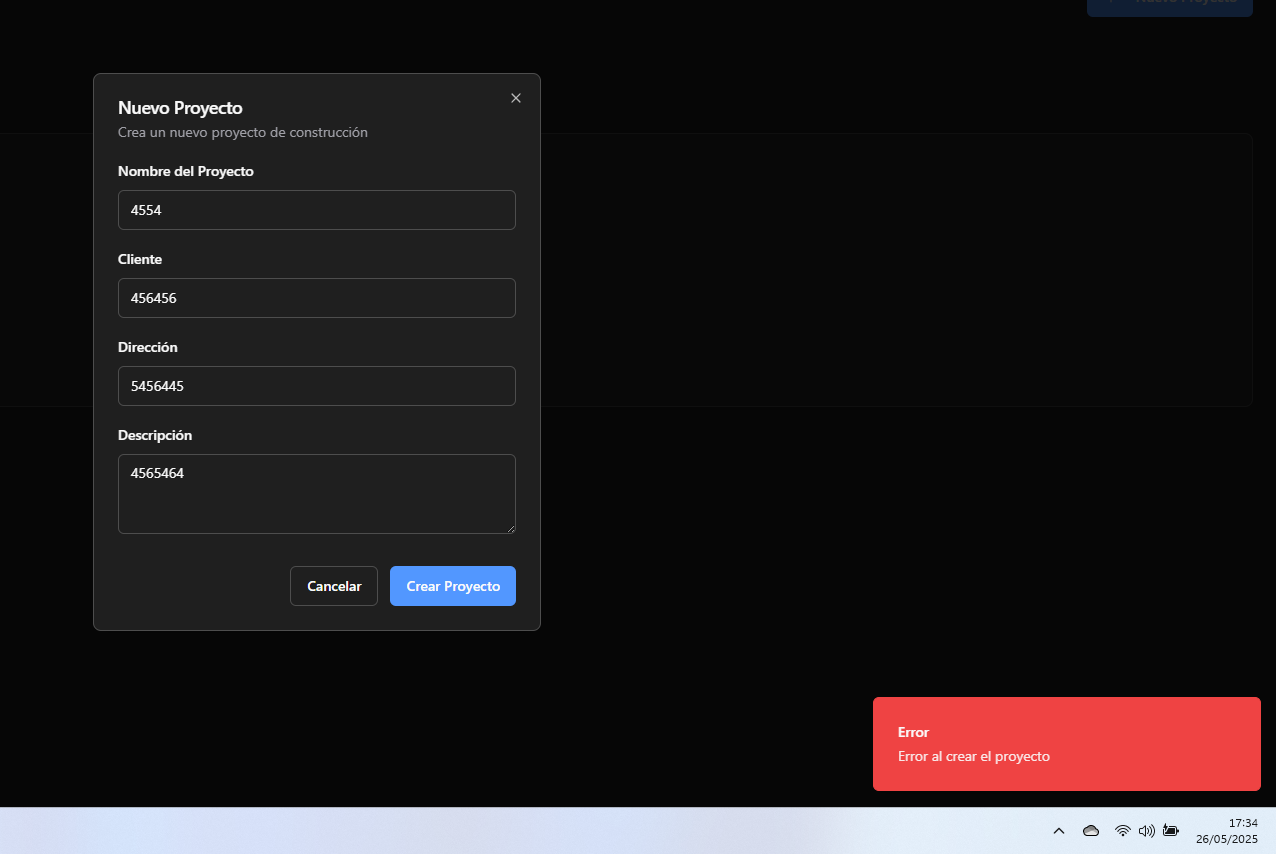 Nuevo Proyecto
Nuevo Proyecto
Crea un nuevo proyecto de construcción
Nombre del Proyecto
4554
Cliente
456456
Dirección
5456445
Descripción
4565464
Cancelar
Crear Proyecto
Error
Error al crear el proyecto
17:34
26/05/2025